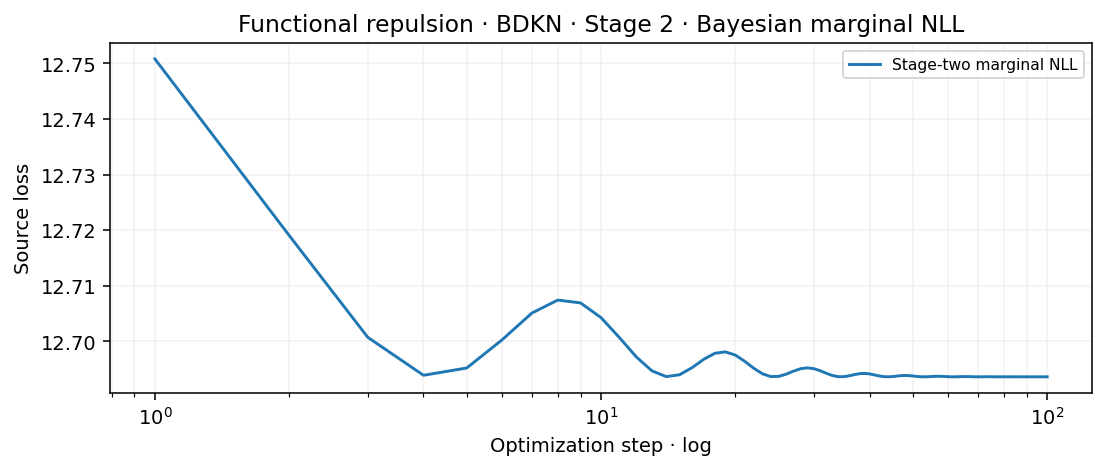 Functional repulsion · BDKN · Stage 2 · Bayesian marginal NLL
Stage-two marginal NLL
Source loss
12.75
12.74
12.73
12.72
12.71
12.70
10⁰
10¹
10²
Optimization step · log